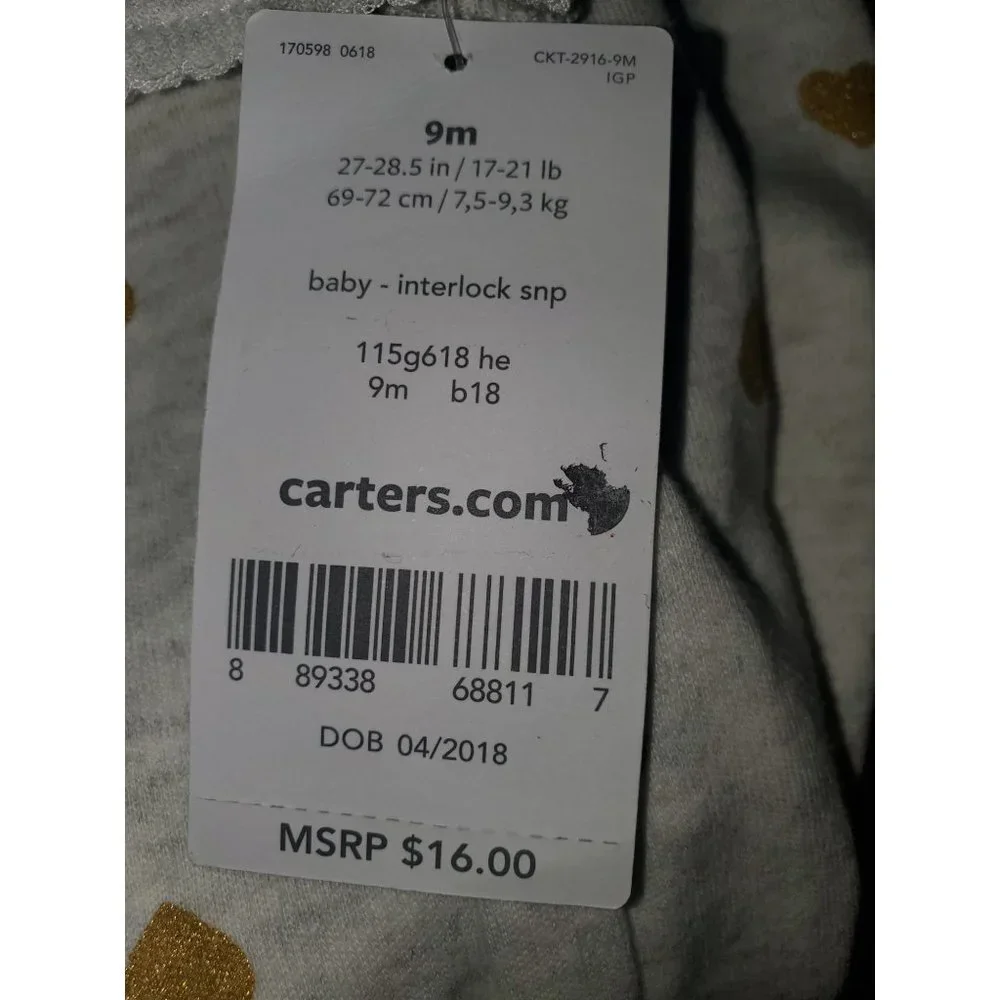 170598 0618
CKT-2916-9M
IGP
9m
27-28.5 in / 17-21 lb
69-72 cm / 7,5-9,3 kg
baby - interlock snp
115g618 he
9m b18
carters.com
8 89338 68811 7
DOB 04/2018
MSRP $16.00